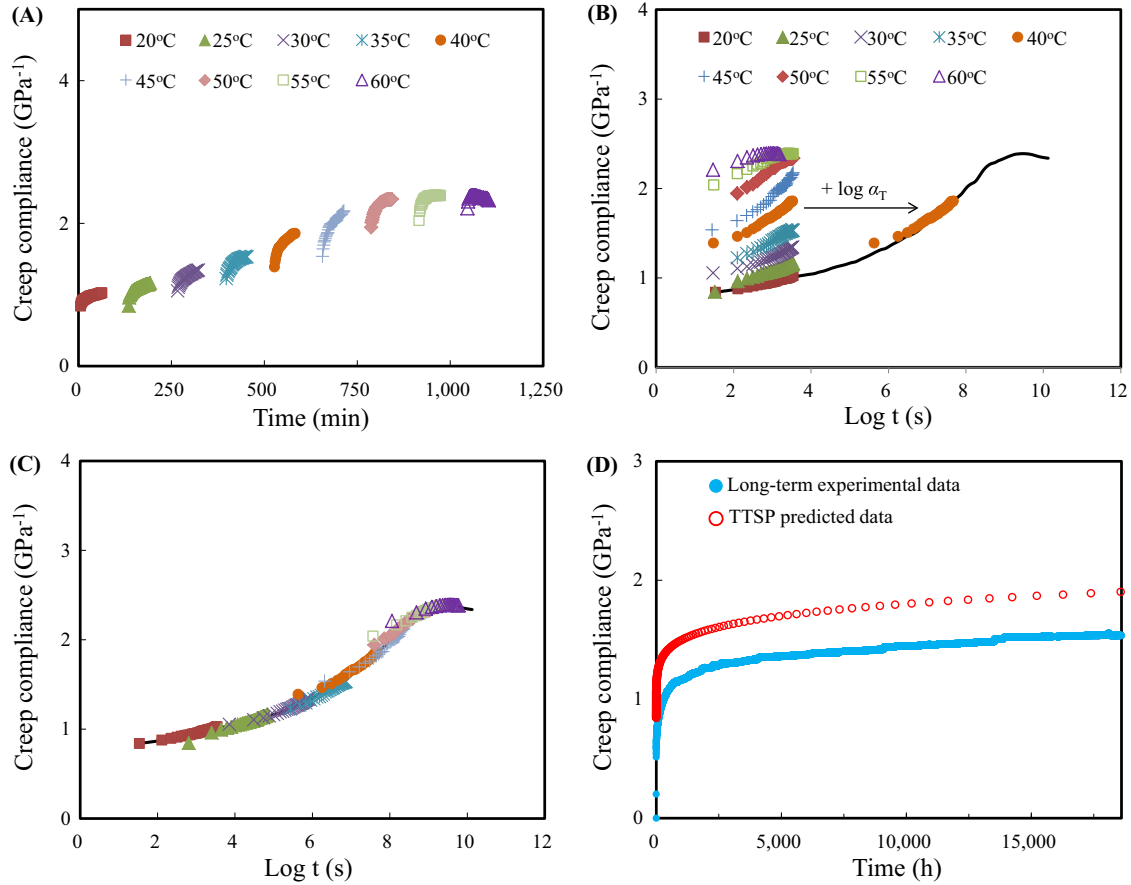 (A)
Creep compliance (GPa⁻¹)
20°C 25°C 30°C 35°C 40°C
45°C 50°C 55°C 60°C
4
2
0
0 250 500 750 1,000 1,250
Time (min)
(B)
Creep compliance (GPa⁻¹)
20°C 25°C 30°C 35°C 40°C
45°C 50°C 55°C 60°C
+ log α_T
4
3
2
1
0
0 2 4 6 8 10 12
Log t (s)
(C)
Creep compliance (GPa⁻¹)
4
3
2
1
0
0 2 4 6 8 10 12
Log t (s)
(D)
Creep compliance (GPa⁻¹)
Long-term experimental data
TTSP predicted data
3
2
1
0
0 5,000 10,000 15,000
Time (h)